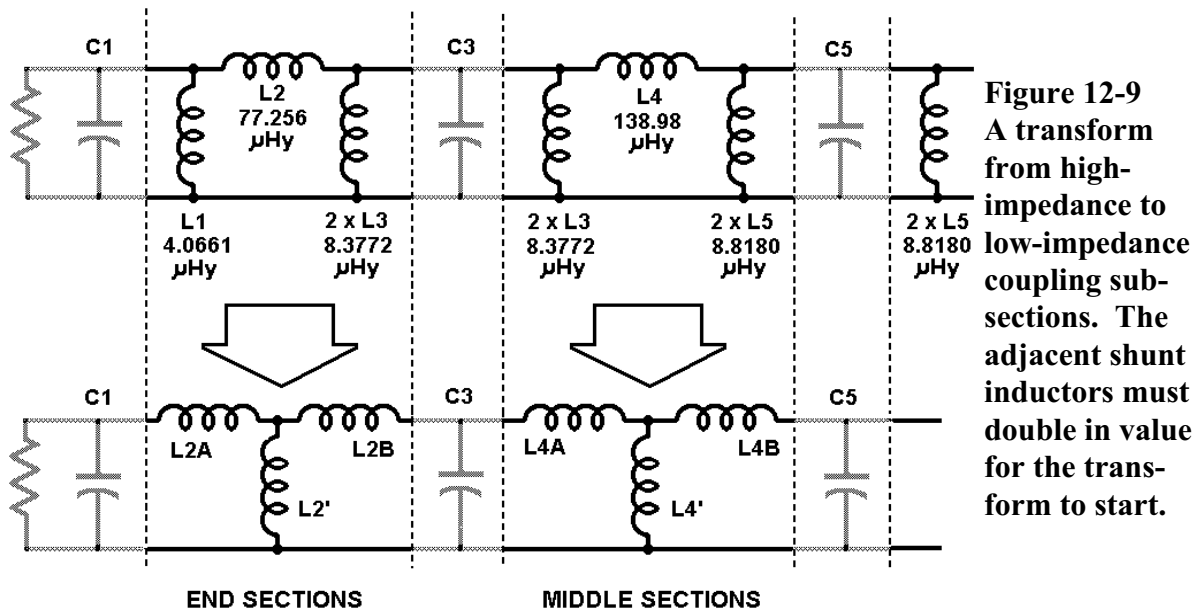 C1
C3
C5
L2
77.256
µHy
L4
138.98
µHy
L1
4.0661
µHy
2 x L3
8.3772
µHy
2 x L3
8.3772
µHy
2 x L5
8.8180
µHy
2 x L5
8.8180
µHy
C1
L2A
L2B
L2'
C3
L4A
L4B
L4'
C5
END SECTIONS
MIDDLE SECTIONS
Figure 12-9
A transform
from high-
impedance to
low-impedance
coupling sub-
sections. The
adjacent shunt
inductors must
double in value
for the trans-
form to start.